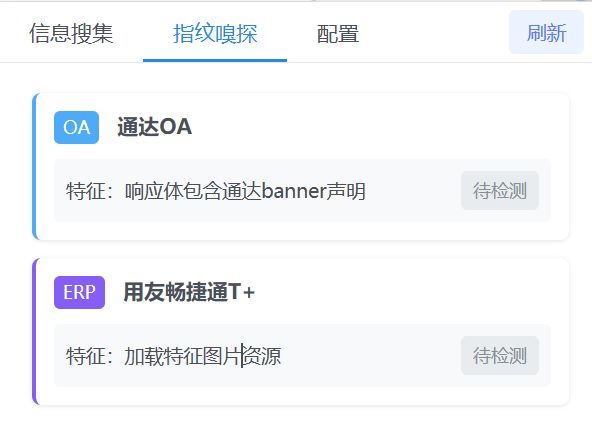 信息搜集 指纹嗅探 配置 刷新
OA 通达OA
特征：响应体包含通达banner声明 待检测
ERP 用友畅捷通T+
特征：加载特征图片资源 待检测